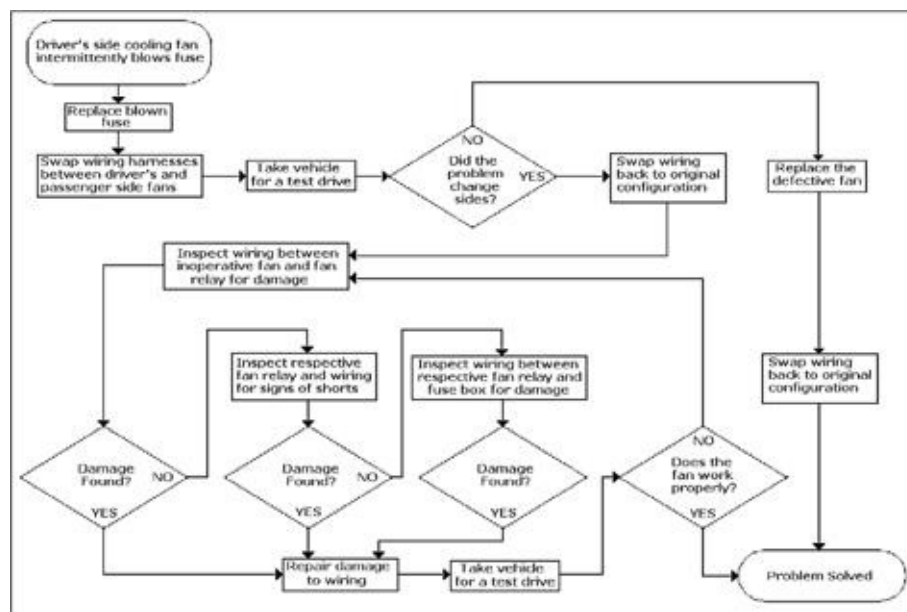 Driver's side cooling fan
intermittently blows fuse
Replace blown
fuse
Swap wiring harnesses
between driver's and
passenger side fans
Take vehicle
for a test drive
NO
Did the
problem
change
sides?
YES
Swap wiring
back to original
configuration
Replace the
defective fan
Inspect wiring between
inoperative fan and fan
relay for damage
Inspect respective
fan relay and wiring
for signs of shorts
Inspect wiring between
respective fan relay and
fuse box for damage
Swap wiring
back to original
configuration
Damage
Found?
NO
YES
Damage
Found?
NO
YES
Damage
Found?
YES
NO
Does the
fan work
properly?
YES
Repair damage
to wiring
Take vehicle
for a test drive
Problem Solved